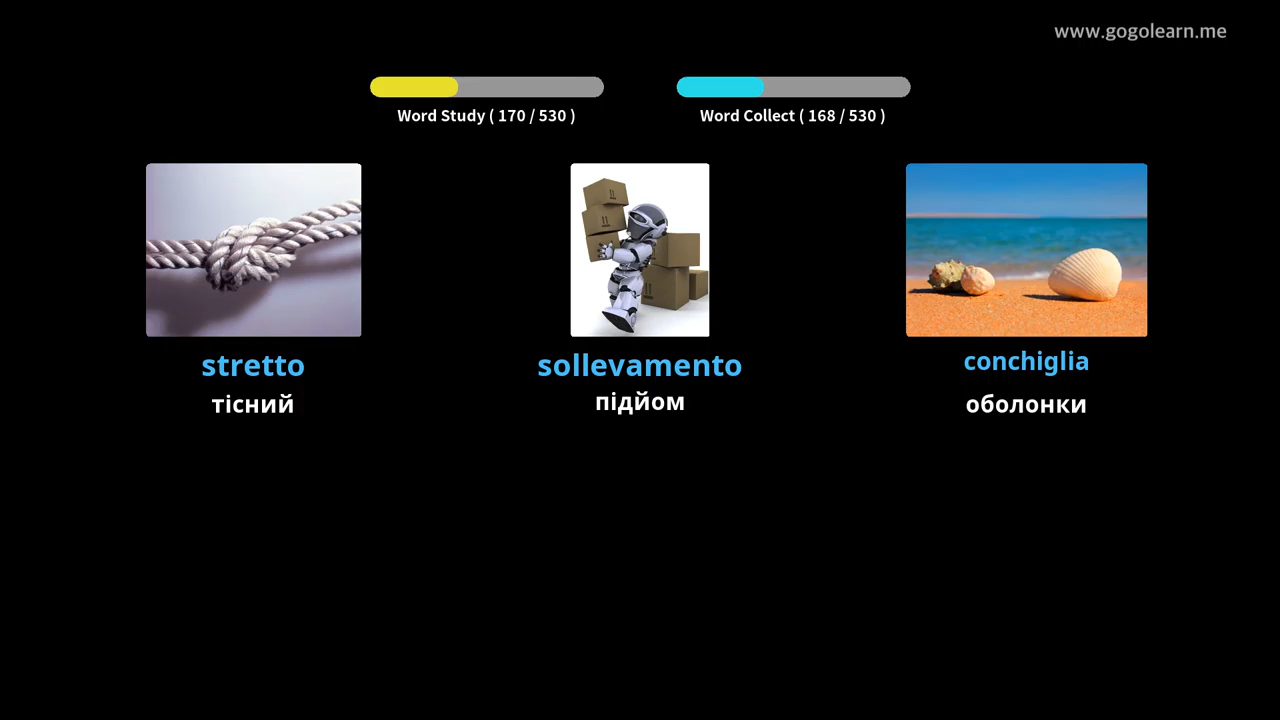 www.gogolearn.me
Word Study ( 170 / 530 )
Word Collect ( 168 / 530 )
stretto
тісний
sollevamento
підйом
conchiglia
оболонки